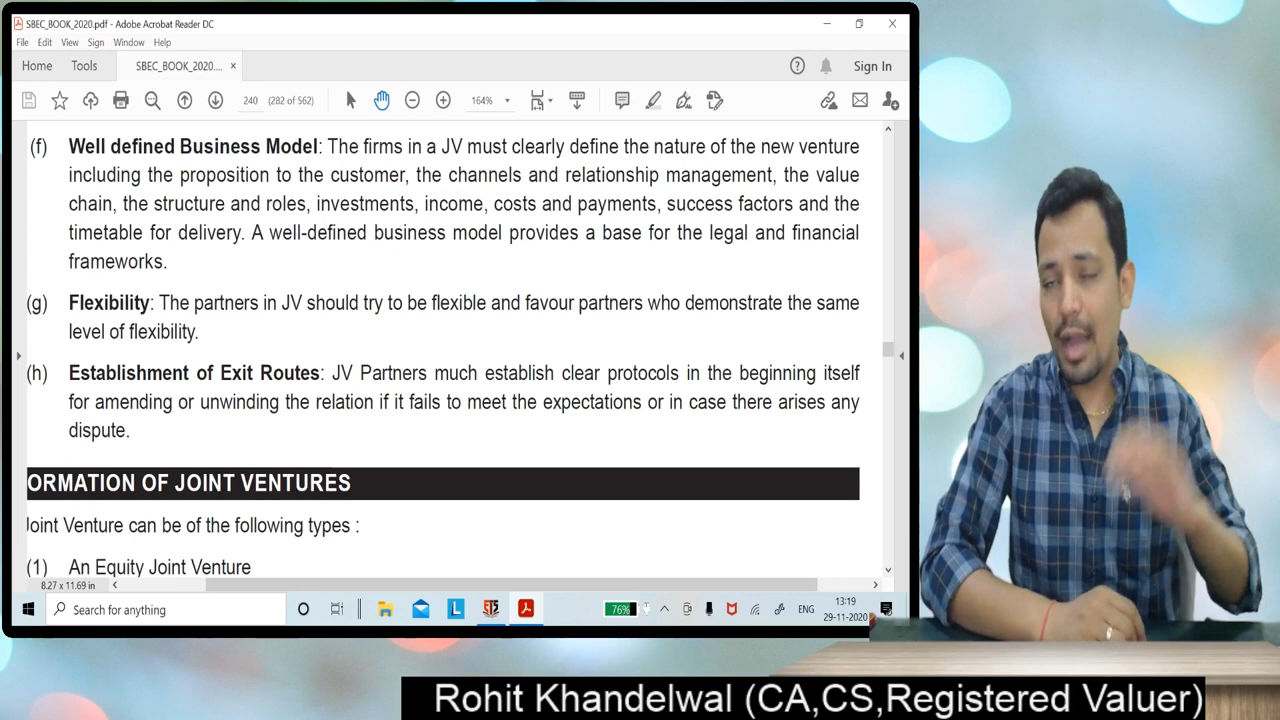 SBEC_BOOK_2020.pdf - Adobe Acrobat Reader DC
File Edit View Sign Window Help
Home Tools SBEC_BOOK_2020.... × Sign In
240 (282 of 562) 164%
(f) Well defined Business Model: The firms in a JV must clearly define the nature of the new venture
including the proposition to the customer, the channels and relationship management, the value
chain, the structure and roles, investments, income, costs and payments, success factors and the
timetable for delivery. A well-defined business model provides a base for the legal and financial
frameworks.
(g) Flexibility: The partners in JV should try to be flexible and favour partners who demonstrate the same
level of flexibility.
(h) Establishment of Exit Routes: JV Partners much establish clear protocols in the beginning itself
for amending or unwinding the relation if it fails to meet the expectations or in case there arises any
dispute.
ORMATION OF JOINT VENTURES
Joint Venture can be of the following types :
(1) An Equity Joint Venture
8.27 x 11.69 in
Search for anything
L
76%
ENG
13:19
29-11-2020
Rohit Khandelwal (CA,CS,Registered Valuer)